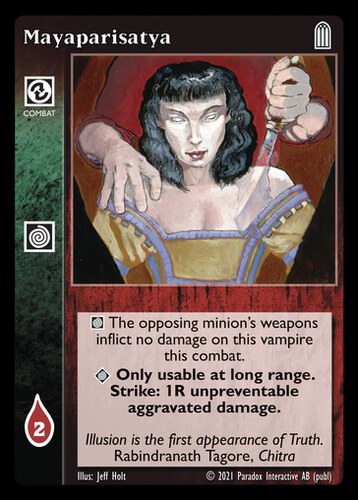 Mayaparisatya
COMBAT
The opposing minion's weapons
inflict no damage on this vampire
this combat.
Only usable at long range.
Strike: 1R unpreventable
aggravated damage.
Illusion is the first appearance of Truth.
Rabindranath Tagore, Chitra
2
Illus: Jeff Holt
© 2021 Paradox Interactive AB (publ)